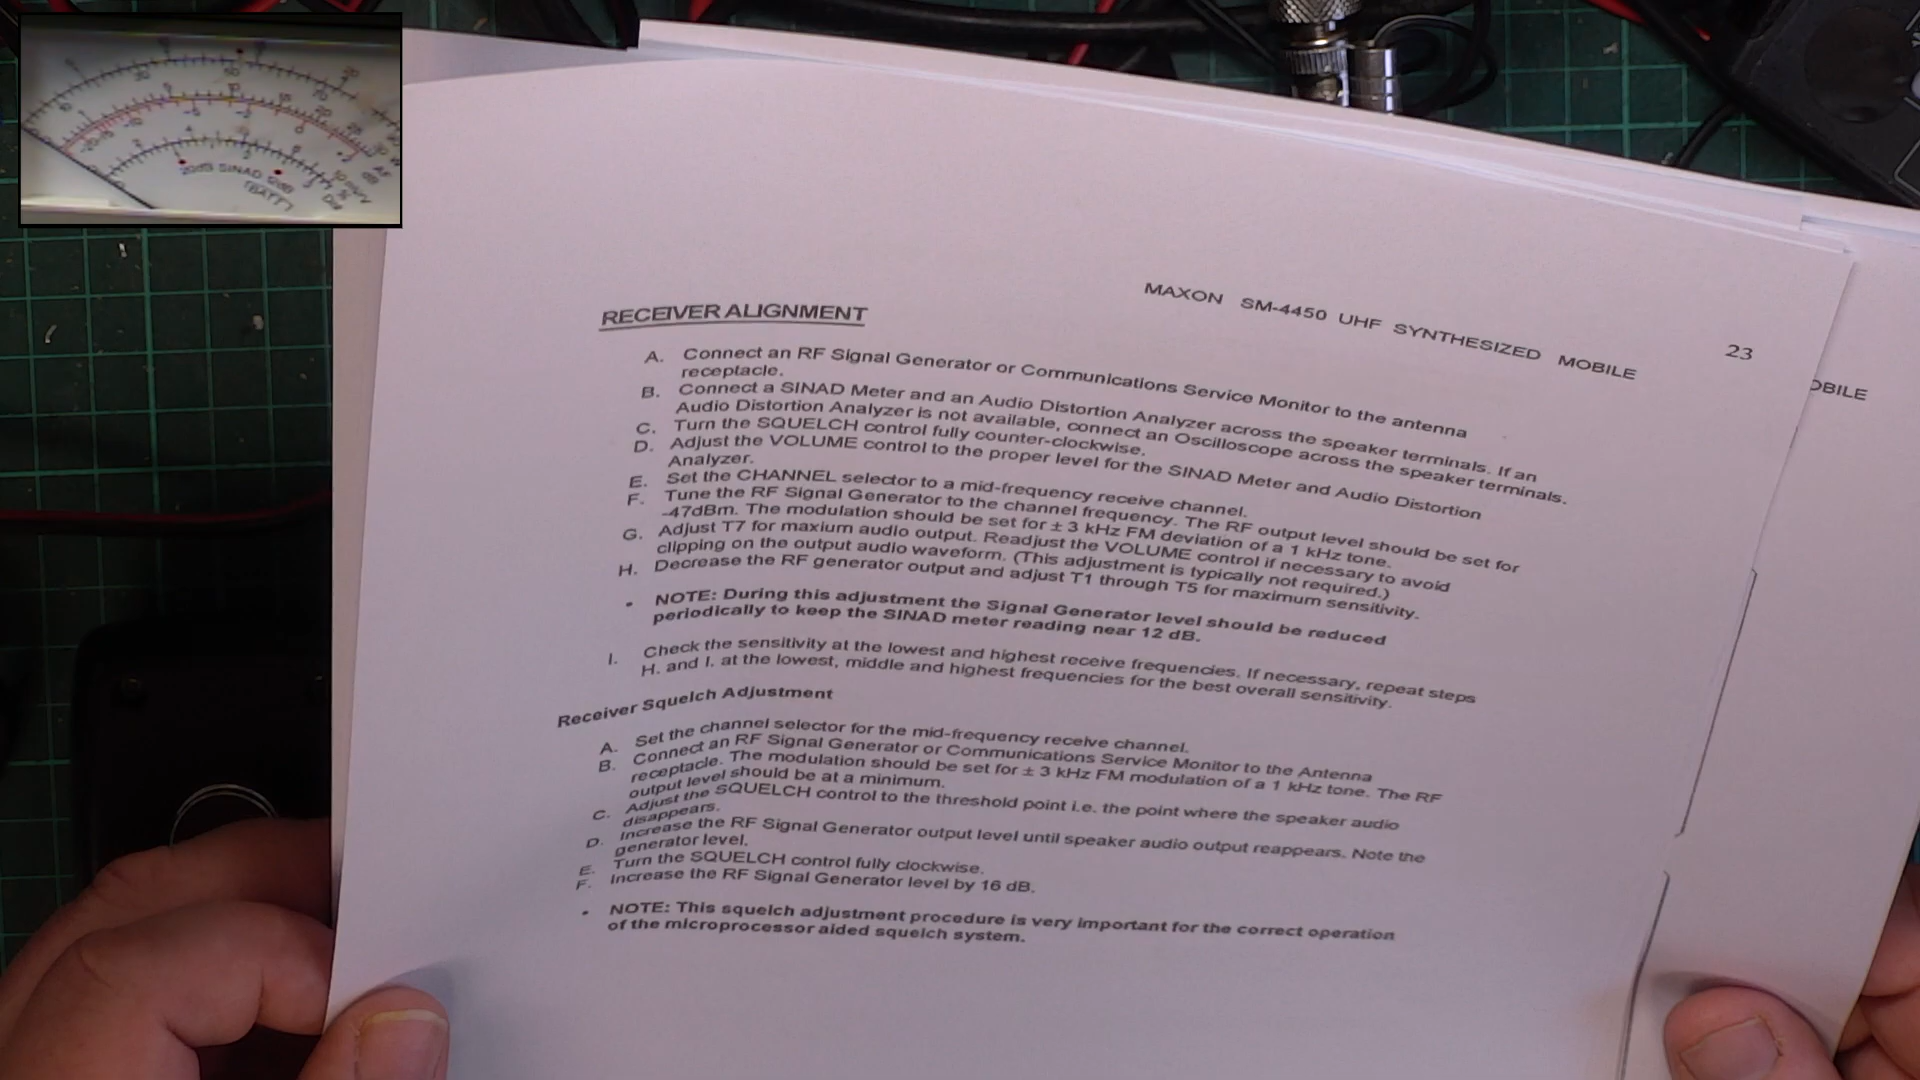 MAXON SM-4450 UHF SYNTHESIZED MOBILE
23
OBILE
RECEIVER ALIGNMENT
A. Connect an RF Signal Generator or Communications Service Monitor to the antenna
receptacle.
B. Connect a SINAD Meter and an Audio Distortion Analyzer across the speaker terminals. If an
Audio Distortion Analyzer is not available, connect an Oscilloscope across the speaker terminals.
C. Turn the SQUELCH control fully counter-clockwise.
D. Adjust the VOLUME control to the proper level for the SINAD Meter and Audio Distortion
Analyzer.
E. Set the CHANNEL selector to a mid-frequency receive channel.
F. Tune the RF Signal Generator to the channel frequency. The RF output level should be set for
-47dBm. The modulation should be set for ± 3 kHz FM deviation of a 1 kHz tone.
G. Adjust T7 for maxium audio output. Readjust the VOLUME control if necessary to avoid
clipping on the output audio waveform. (This adjustment is typically not required.)
H. Decrease the RF generator output and adjust T1 through T5 for maximum sensitivity.
• NOTE: During this adjustment the Signal Generator level should be reduced
periodically to keep the SINAD meter reading near 12 dB.
I. Check the sensitivity at the lowest and highest receive frequencies. If necessary, repeat steps
H. and I. at the lowest, middle and highest frequencies for the best overall sensitivity.
Receiver Squelch Adjustment
A. Set the channel selector for the mid-frequency receive channel.
B. Connect an RF Signal Generator or Communications Service Monitor to the Antenna
receptacle. The modulation should be set for ± 3 kHz FM modulation of a 1 kHz tone. The RF
output level should be at a minimum.
C. Adjust the SQUELCH control to the threshold point i.e. the point where the speaker audio
disappears.
D. Increase the RF Signal Generator output level until speaker audio output reappears. Note the
generator level.
E. Turn the SQUELCH control fully clockwise.
F. Increase the RF Signal Generator level by 16 dB.
• NOTE: This squelch adjustment procedure is very important for the correct operation
of the microprocessor aided squelch system.
20dB SINAD 12dB
(BATT)